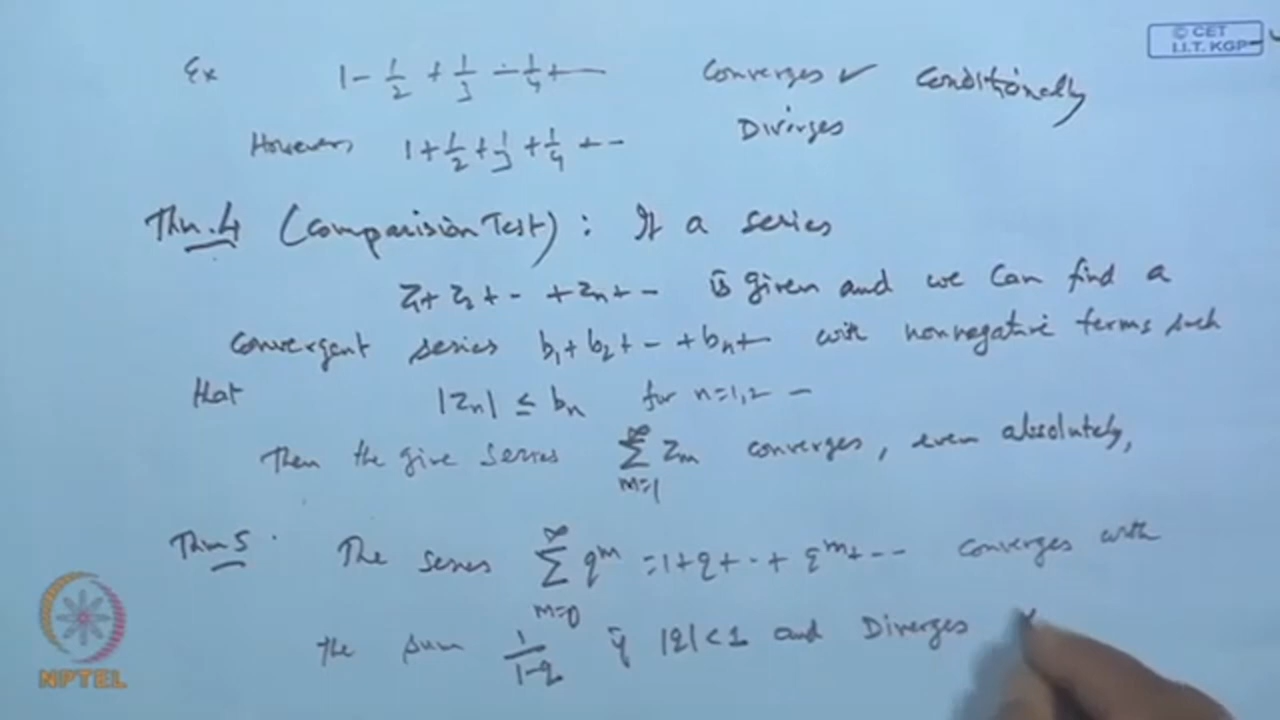 © CET
I.I.T. KGP
Ex 1 - 1/2 + 1/3 - 1/4 + — Converges ✓ Conditionally
However 1 + 1/2 + 1/3 + 1/4 + -- Diverges
Thm. 4 (Comparision Test) : If a series
z₁ + z₂ + - + zₙ + - is given and we can find a
convergent series b₁ + b₂ + - + bₙ + with nonnegative terms such
that |zₙ| ≤ bₙ for n=1,2 -
Then the give series ∑_{m=1}^{∞} zₘ converges, even absolutely,
Thm 5. The series ∑_{m=0}^{∞} q^m = 1 + q + - - + q^m + --- converges with
the sum 1/(1-q) if |q| < 1 and Diverges
NPTEL